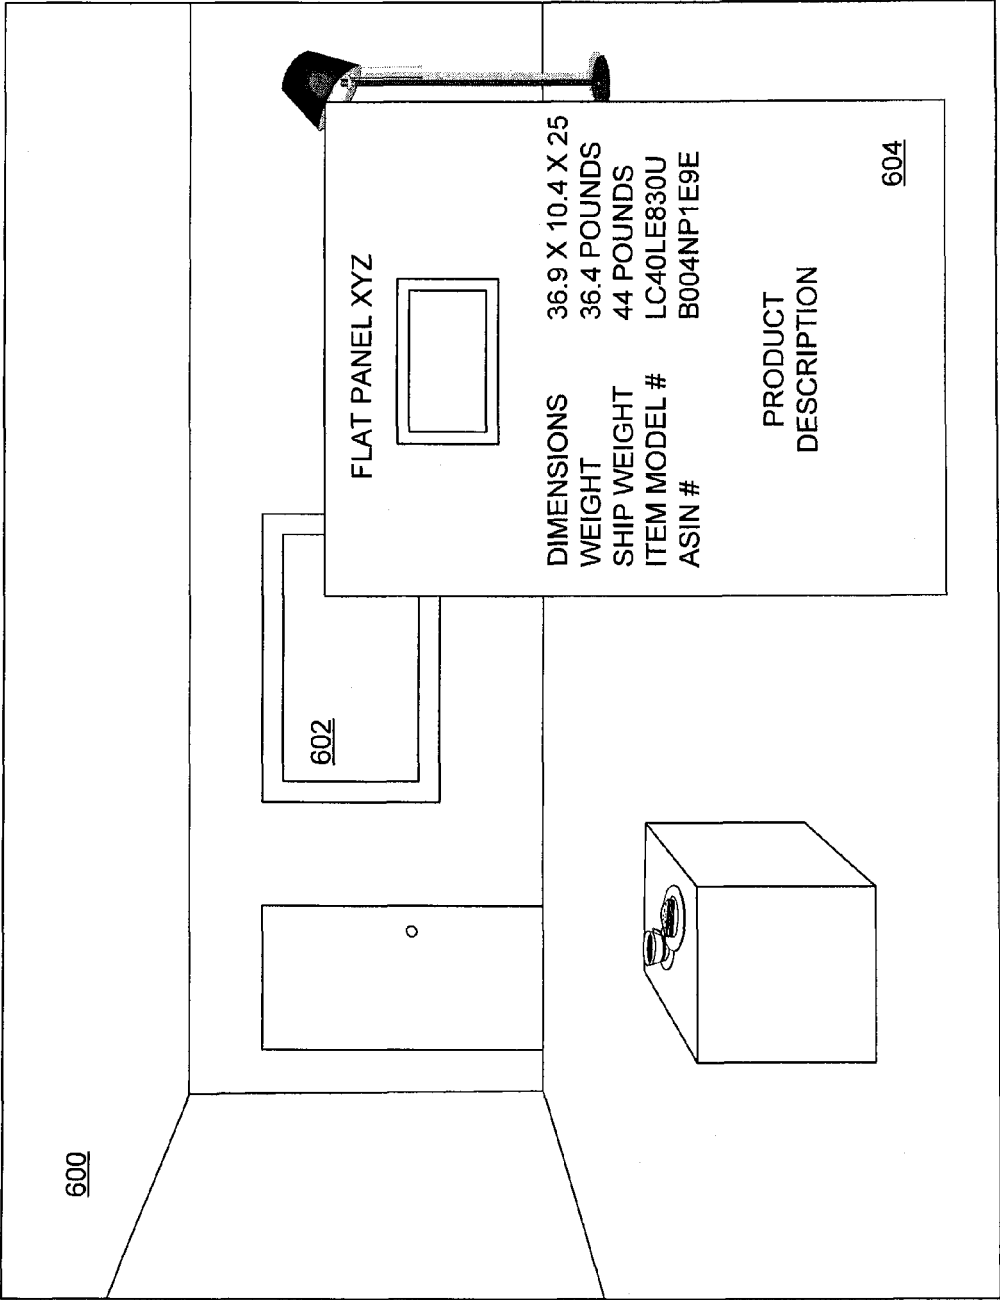 600
602
FLAT PANEL XYZ
DIMENSIONS 36.9 X 10.4 X 25
WEIGHT 36.4 POUNDS
SHIP WEIGHT 44 POUNDS
ITEM MODEL # LC40LE830U
ASIN # B004NP1E9E
PRODUCT
DESCRIPTION
604